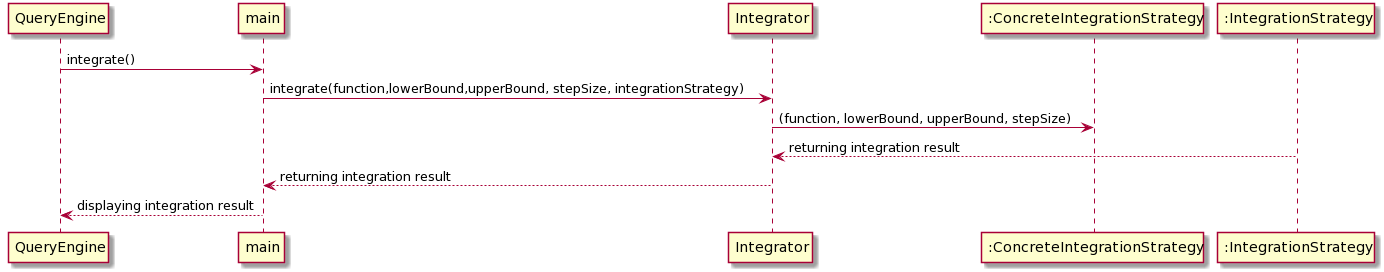 QueryEngine
main
Integrator
:ConcreteIntegrationStrategy
:IntegrationStrategy
integrate()
integrate(function,lowerBound,upperBound, stepSize, integrationStrategy)
(function, lowerBound, upperBound, stepSize)
returning integration result
returning integration result
displaying integration result
QueryEngine
main
Integrator
:ConcreteIntegrationStrategy
:IntegrationStrategy